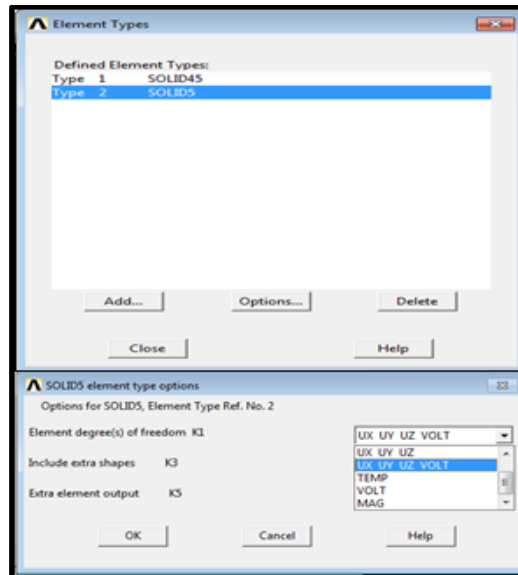 Element Types
Defined Element Types:
Type 1 SOLID45
Type 2 SOLID5
Add... Options... Delete
Close Help
SOLID5 element type options
Options for SOLID5, Element Type Ref. No. 2
Element degree(s) of freedom K1 UX UY UZ VOLT
UX UY UZ
Include extra shapes K3 UX UY UZ VOLT
TEMP
Extra element output K5 VOLT
MAG
OK Cancel Help